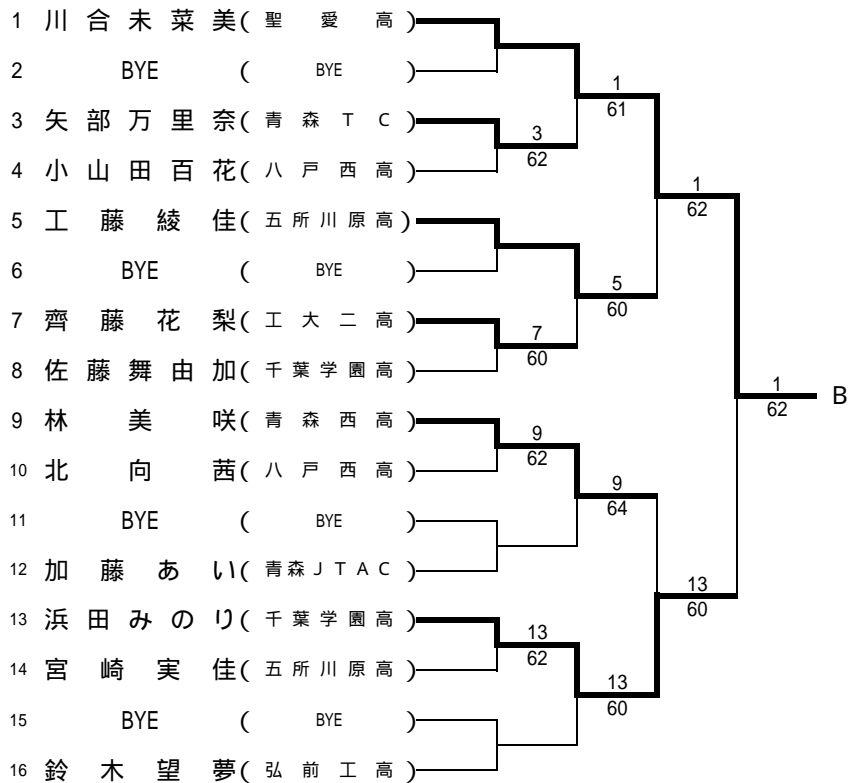 1 川合未菜美(聖愛高)
2 BYE (BYE)
3 矢部万里奈(青森TC)
4 小山田百花(八戸西高)
5 工藤綾佳(五所川原高)
6 BYE (BYE)
7 齊藤花梨(工大二高)
8 佐藤舞由加(千葉学園高)
9 林美咲(青森西高)
10 北向茜(八戸西高)
11 BYE (BYE)
12 加藤あい(青森JTAC)
13 浜田みのり(千葉学園高)
14 宮崎実佳(五所川原高)
15 BYE (BYE)
16 鈴木望夢(弘前工高)
3
62
7
60
9
62
13
62
1
61
5
60
9
64
13
60
1
62
13
60
1
62
B